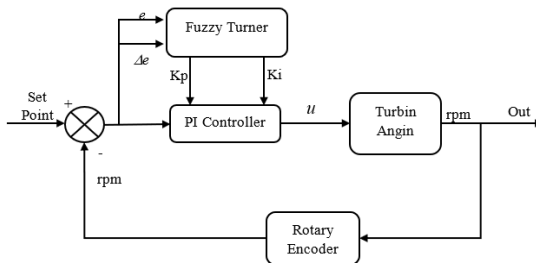 e
Fuzzy Turner
Δe
Kp
Ki
Set
Point
+
PI Controller
u
Turbin
Angin
rpm
Out
-
rpm
Rotary
Encoder